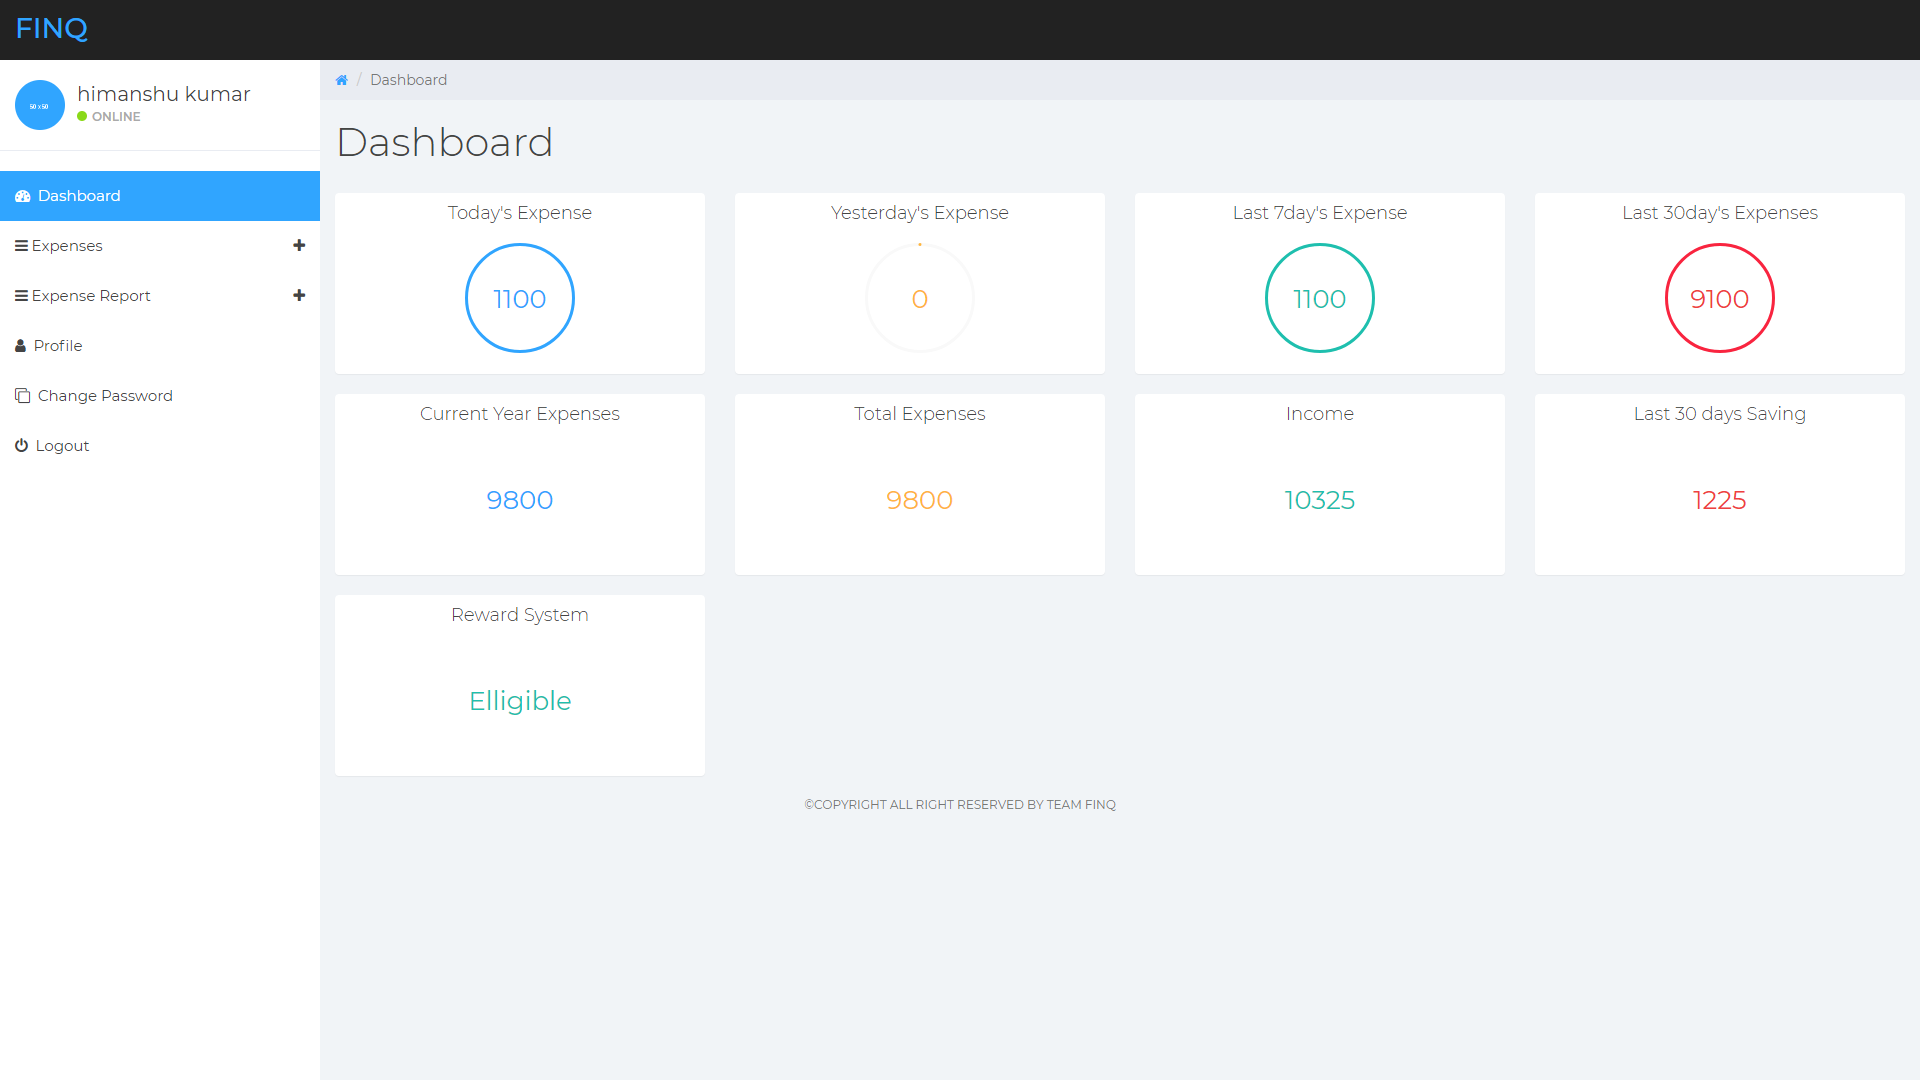 FINQ
50 x 50
himanshu kumar
ONLINE
Dashboard
Expenses
Expense Report
Profile
Change Password
Logout
/ Dashboard
Dashboard
Today's Expense
1100
Yesterday's Expense
0
Last 7day's Expense
1100
Last 30day's Expenses
9100
Current Year Expenses
9800
Total Expenses
9800
Income
10325
Last 30 days Saving
1225
Reward System
Elligible
©COPYRIGHT ALL RIGHT RESERVED BY TEAM FINQ